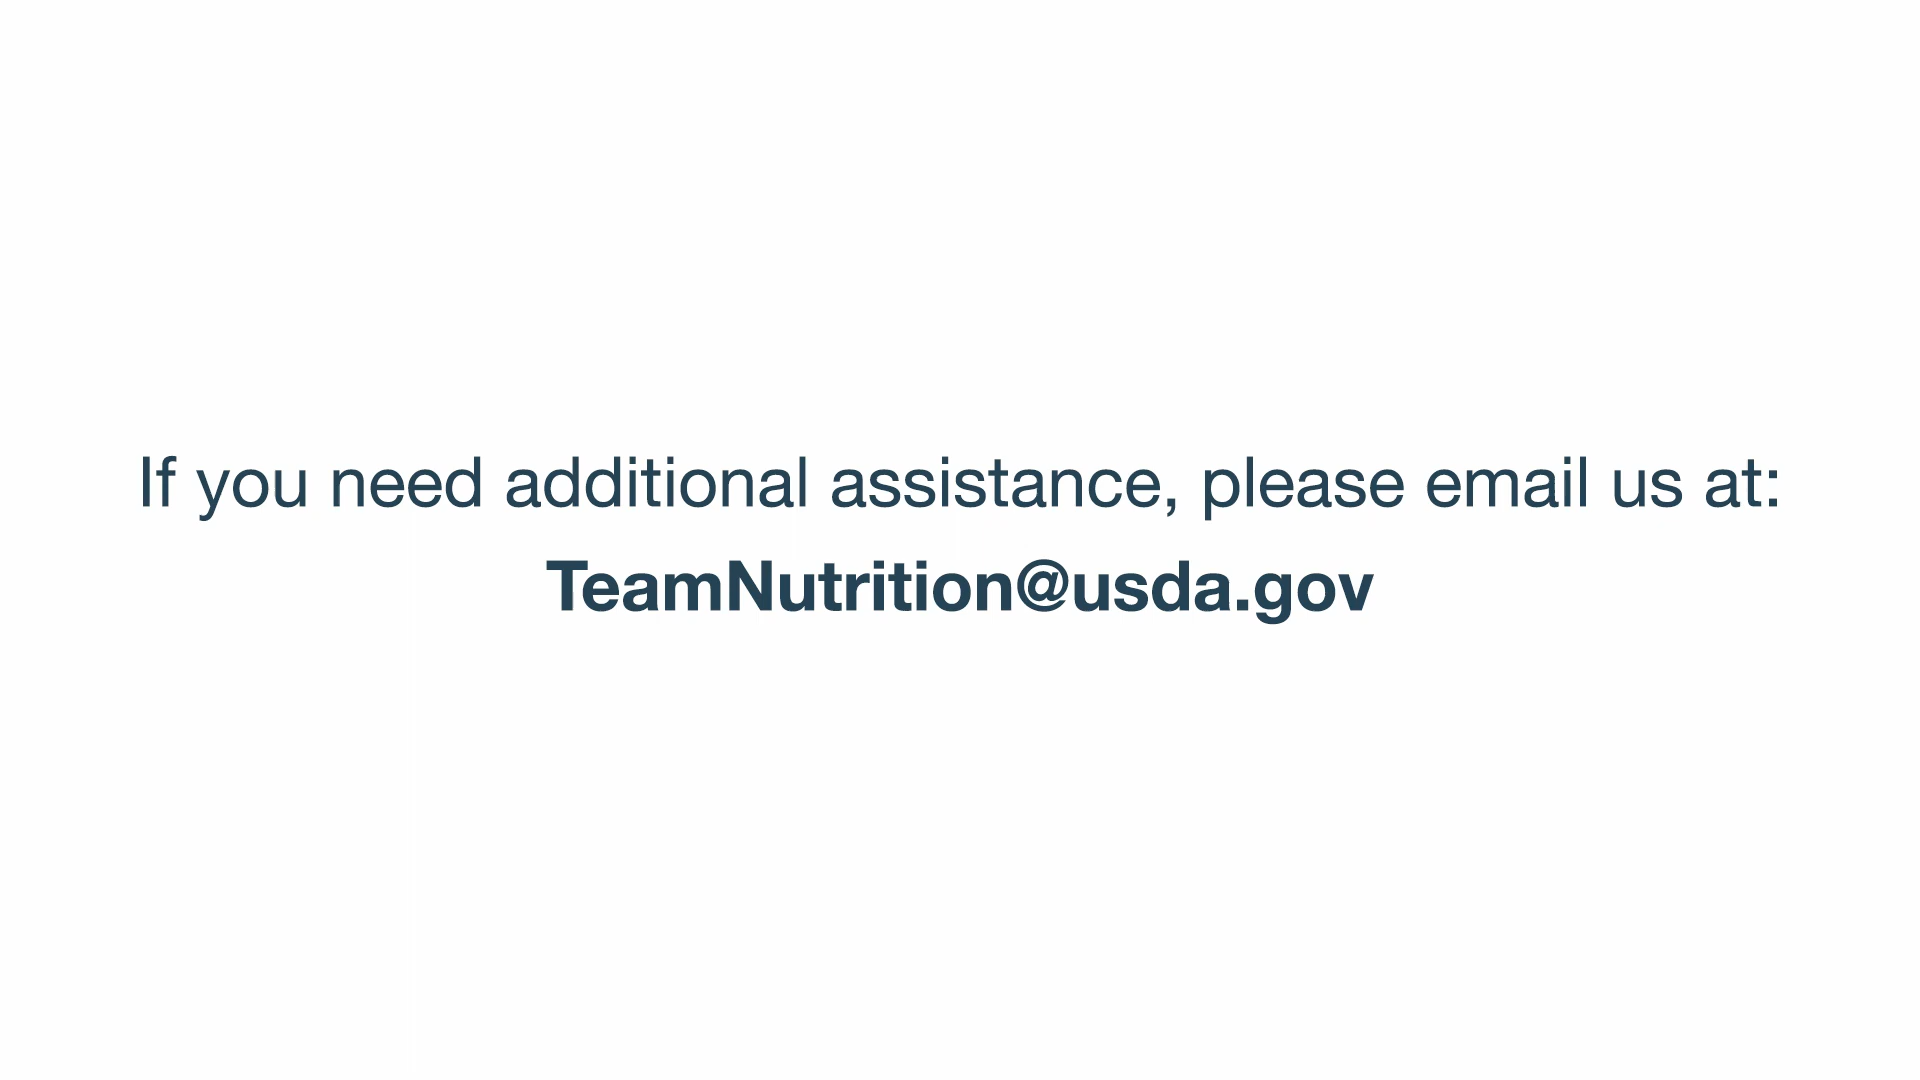 If you need additional assistance, please email us at:
TeamNutrition@usda.gov